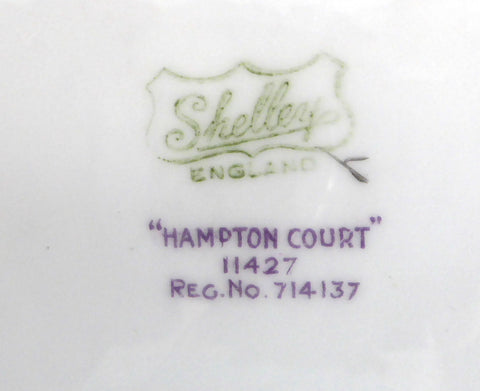 Shelley
ENGLAND
"HAMPTON COURT"
11427
REG. NO. 714137